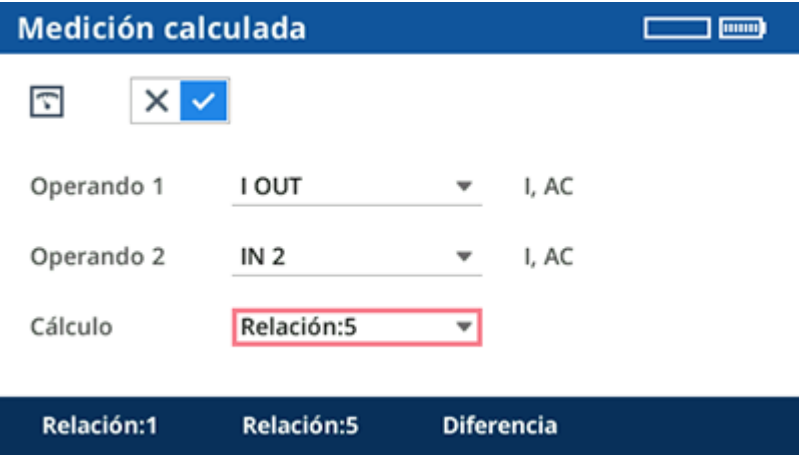 Medición calculada
Operando 1 I OUT I, AC
Operando 2 IN 2 I, AC
Cálculo Relación:5
Relación:1 Relación:5 Diferencia